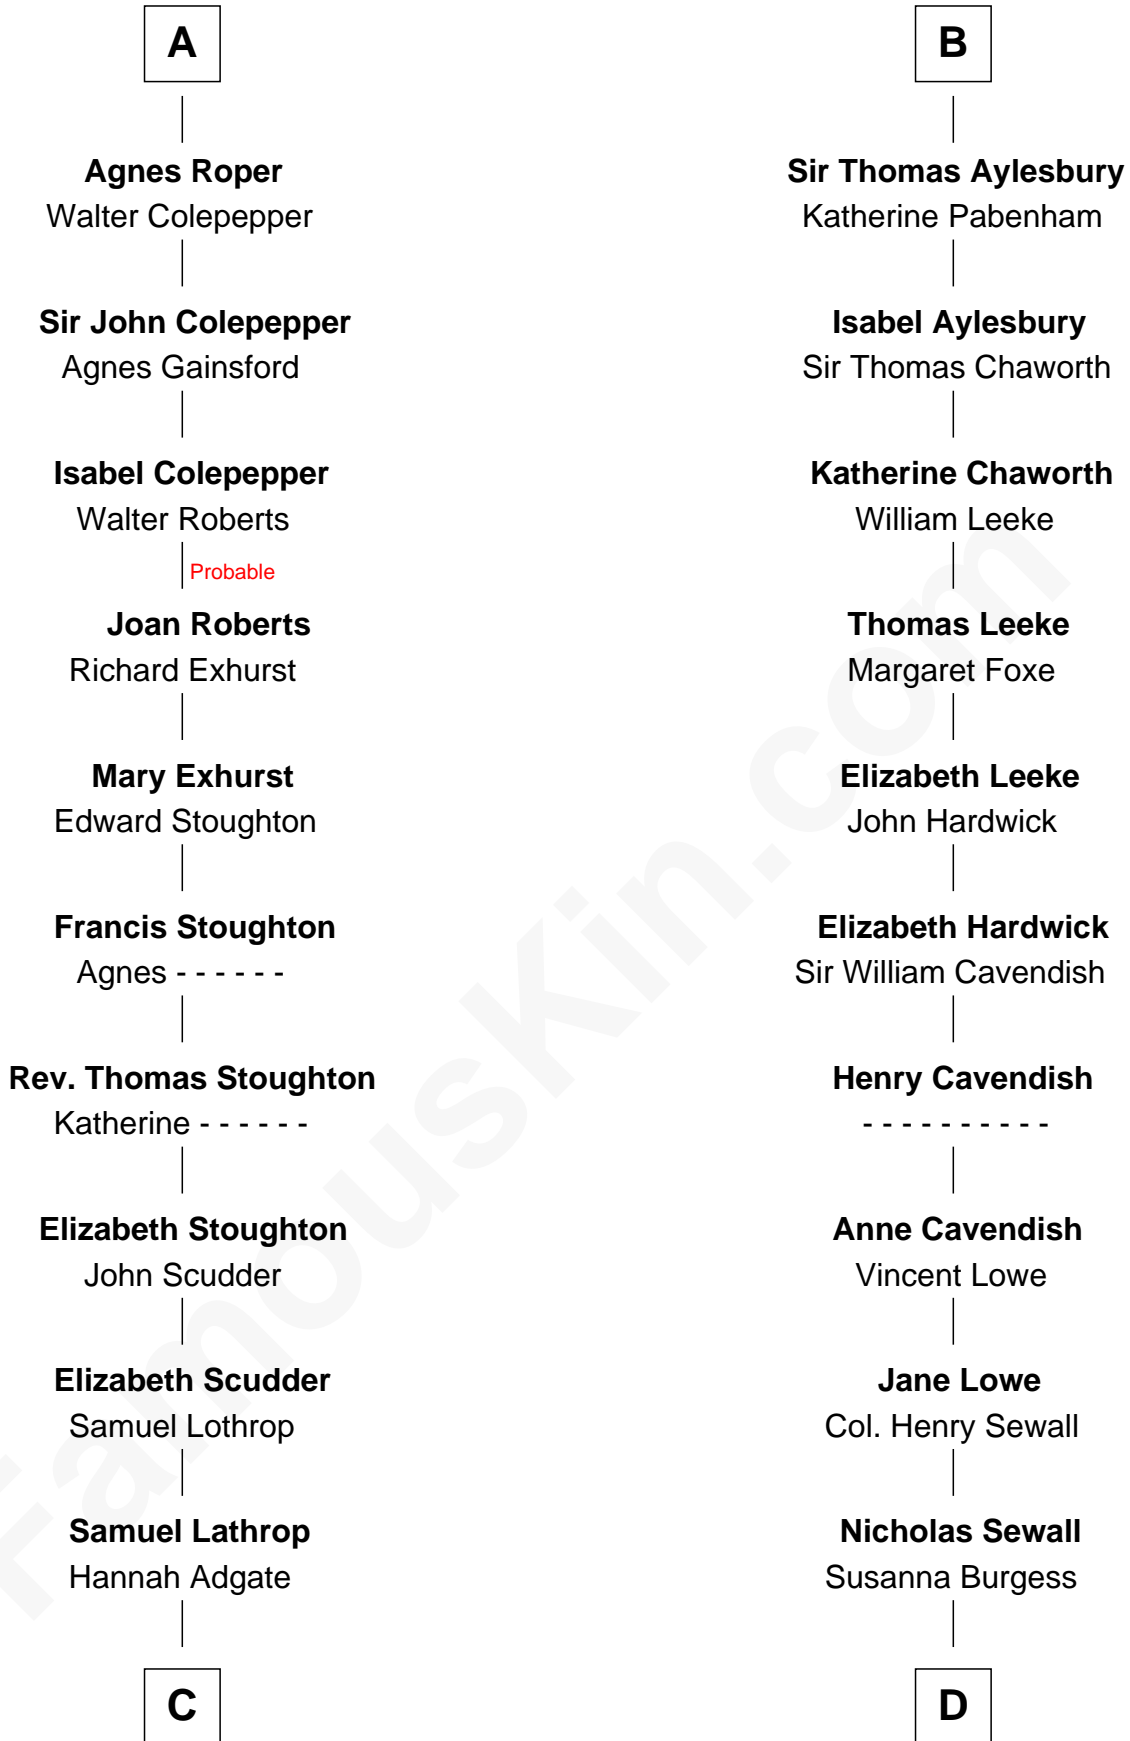 A
Agnes Roper
Walter Colepepper
Sir John Colepepper
Agnes Gainsford
Isabel Colepepper
Walter Roberts
Probable
Joan Roberts
Richard Exhurst
Mary Exhurst
Edward Stoughton
Francis Stoughton
Agnes - - - - - -
Rev. Thomas Stoughton
Katherine - - - - - -
Elizabeth Stoughton
John Scudder
Elizabeth Scudder
Samuel Lothrop
Samuel Lathrop
Hannah Adgate
C
B
Sir Thomas Aylesbury
Katherine Pabenham
Isabel Aylesbury
Sir Thomas Chaworth
Katherine Chaworth
William Leeke
Thomas Leeke
Margaret Foxe
Elizabeth Leeke
John Hardwick
Elizabeth Hardwick
Sir William Cavendish
Henry Cavendish
- - - - - - - - - -
Anne Cavendish
Vincent Lowe
Jane Lowe
Col. Henry Sewall
Nicholas Sewall
Susanna Burgess
D
FamousKin.com